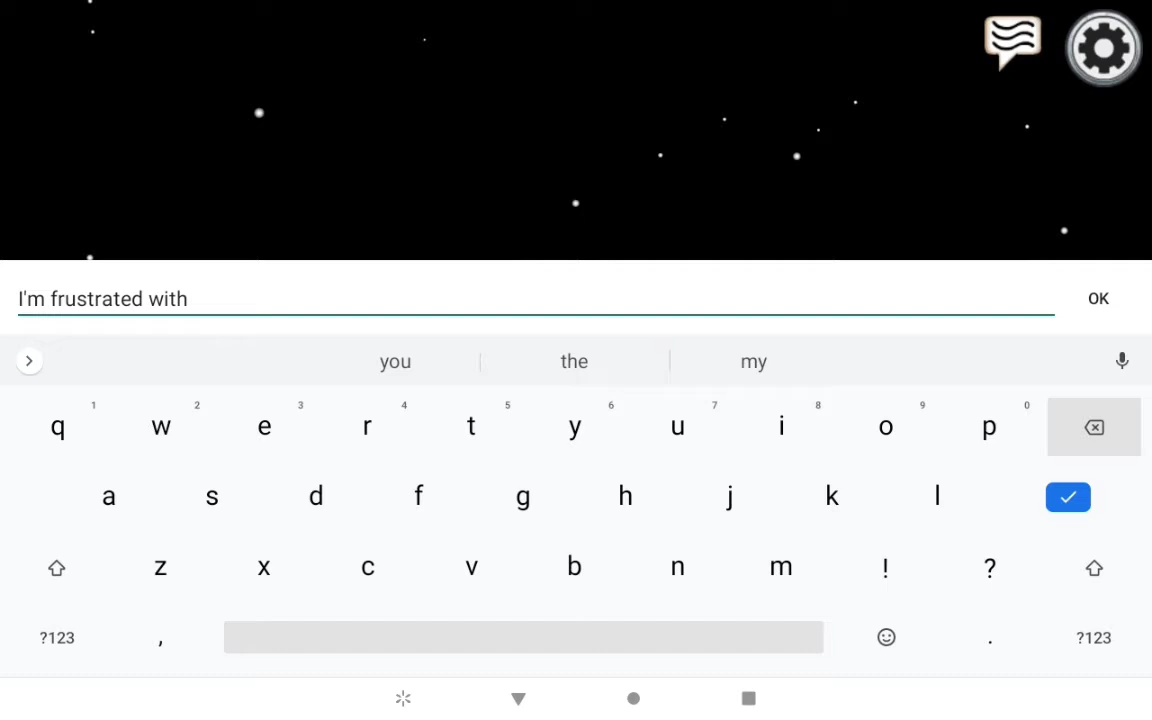 I'm frustrated with
OK
you the my
1 2 3 4 5 6 7 8 9 0
q w e r t y u i o p
a s d f g h j k l
z x c v b n m ! ?
?123 , . ?123